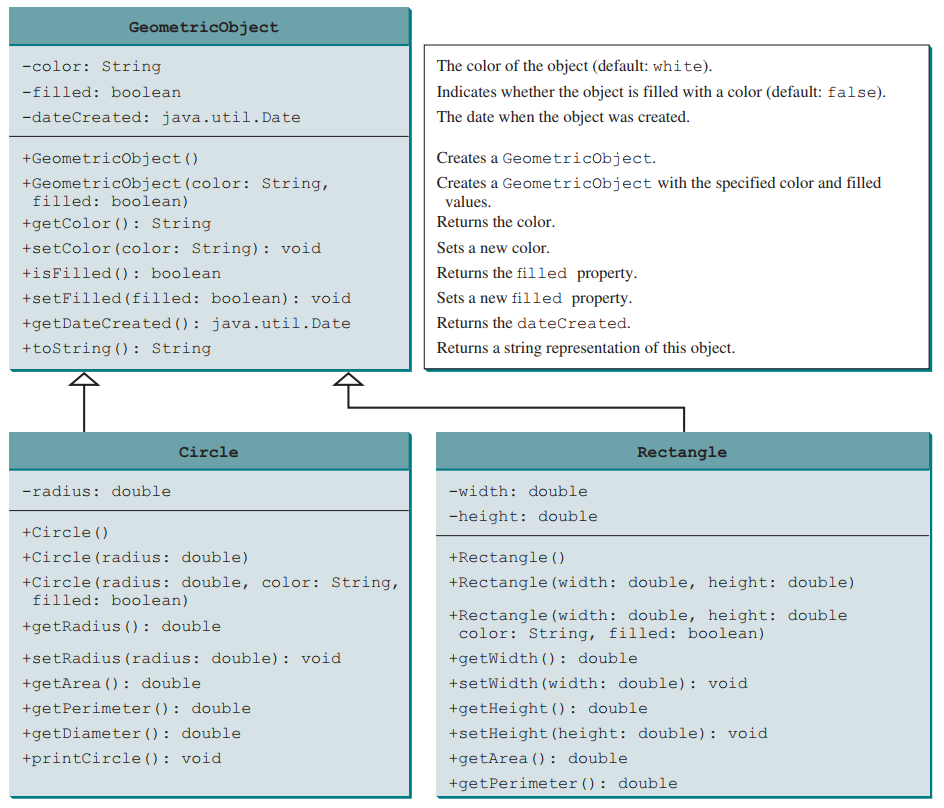 GeometricObject
-color: String
-filled: boolean
-dateCreated: java.util.Date
+GeometricObject()
+GeometricObject(color: String,
filled: boolean)
+getColor(): String
+setColor(color: String): void
+isFilled(): boolean
+setFilled(filled: boolean): void
+getDateCreated(): java.util.Date
+toString(): String
The color of the object (default: white).
Indicates whether the object is filled with a color (default: false).
The date when the object was created.
Creates a GeometricObject.
Creates a GeometricObject with the specified color and filled
values.
Returns the color.
Sets a new color.
Returns the filled property.
Sets a new filled property.
Returns the dateCreated.
Returns a string representation of this object.
Circle
-radius: double
+Circle()
+Circle(radius: double)
+Circle(radius: double, color: String,
filled: boolean)
+getRadius(): double
+setRadius(radius: double): void
+getArea(): double
+getPerimeter(): double
+getDiameter(): double
+printCircle(): void
Rectangle
-width: double
-height: double
+Rectangle()
+Rectangle(width: double, height: double)
+Rectangle(width: double, height: double
color: String, filled: boolean)
+getWidth(): double
+setWidth(width: double): void
+getHeight(): double
+setHeight(height: double): void
+getArea(): double
+getPerimeter(): double